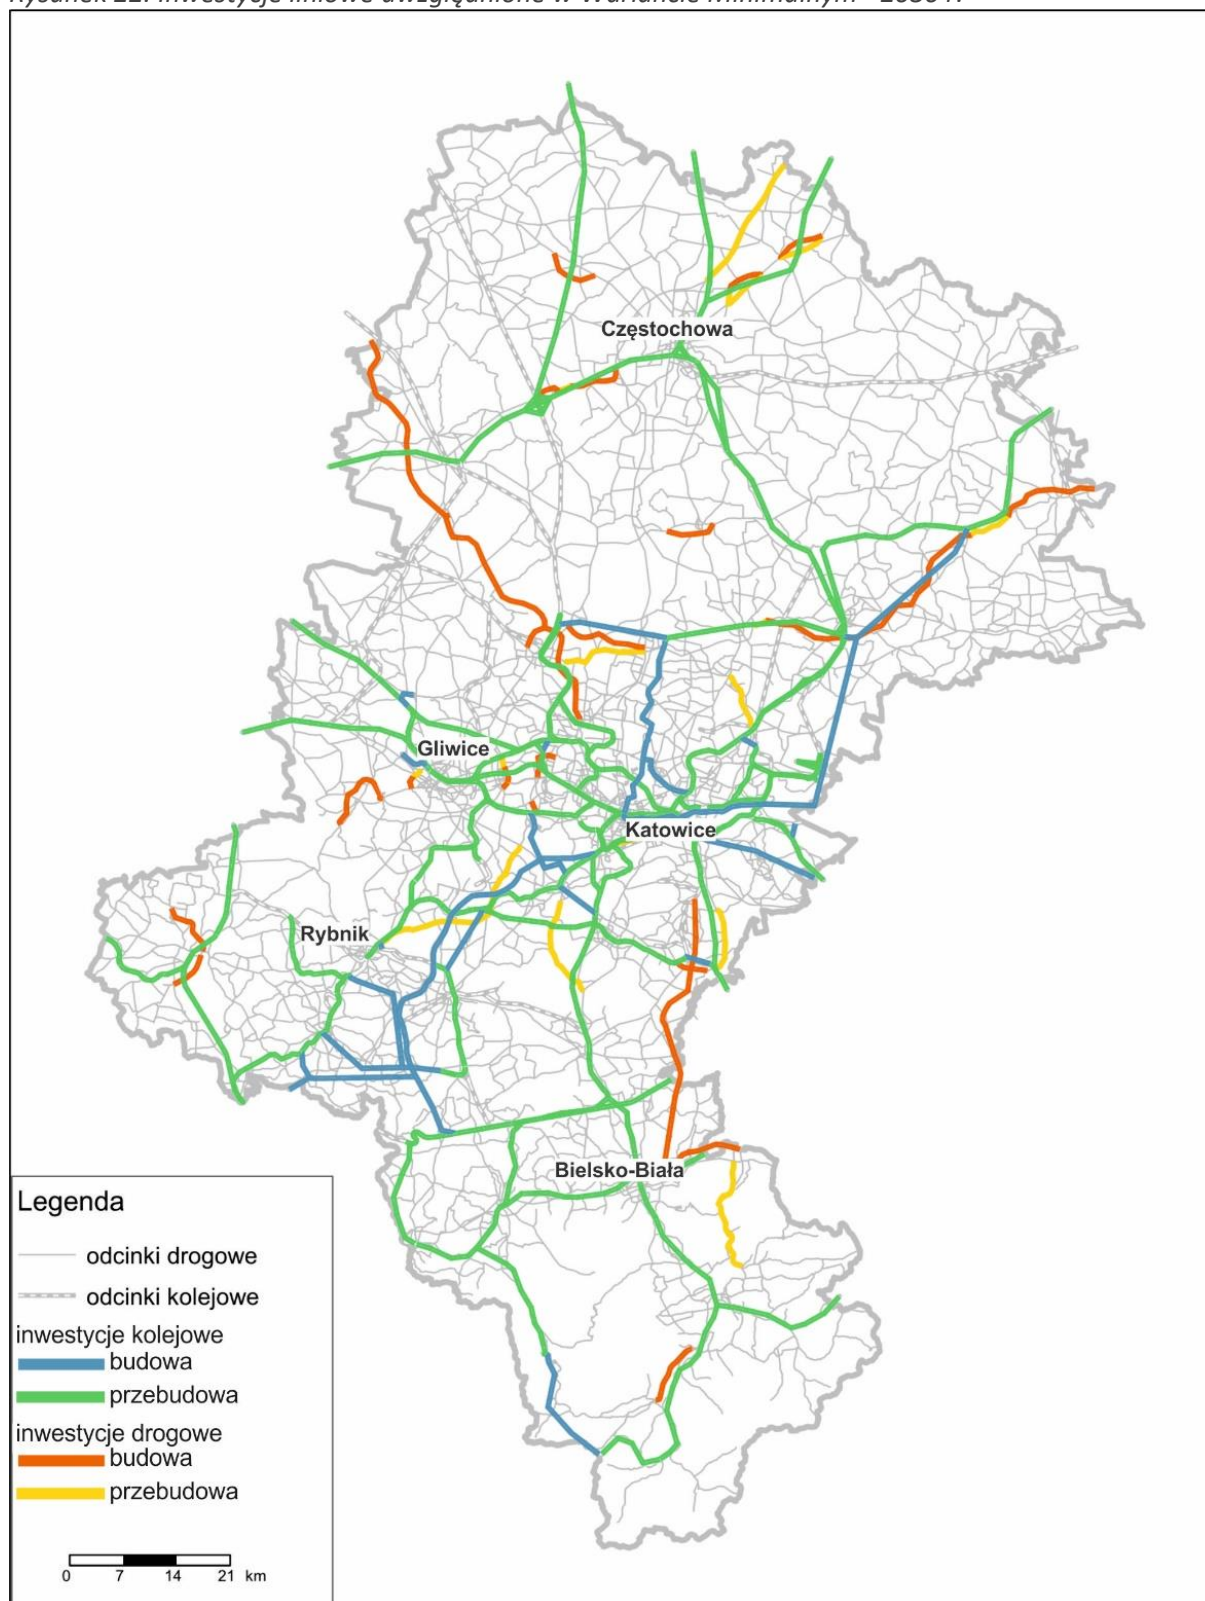 Częstochowa
Gliwice
Katowice
Rybnik
Bielsko-Biała
Legenda
odcinki drogowe
odcinki kolejowe
inwestycje kolejowe
budowa
przebudowa
inwestycje drogowe
budowa
przebudowa
0 7 14 21 km